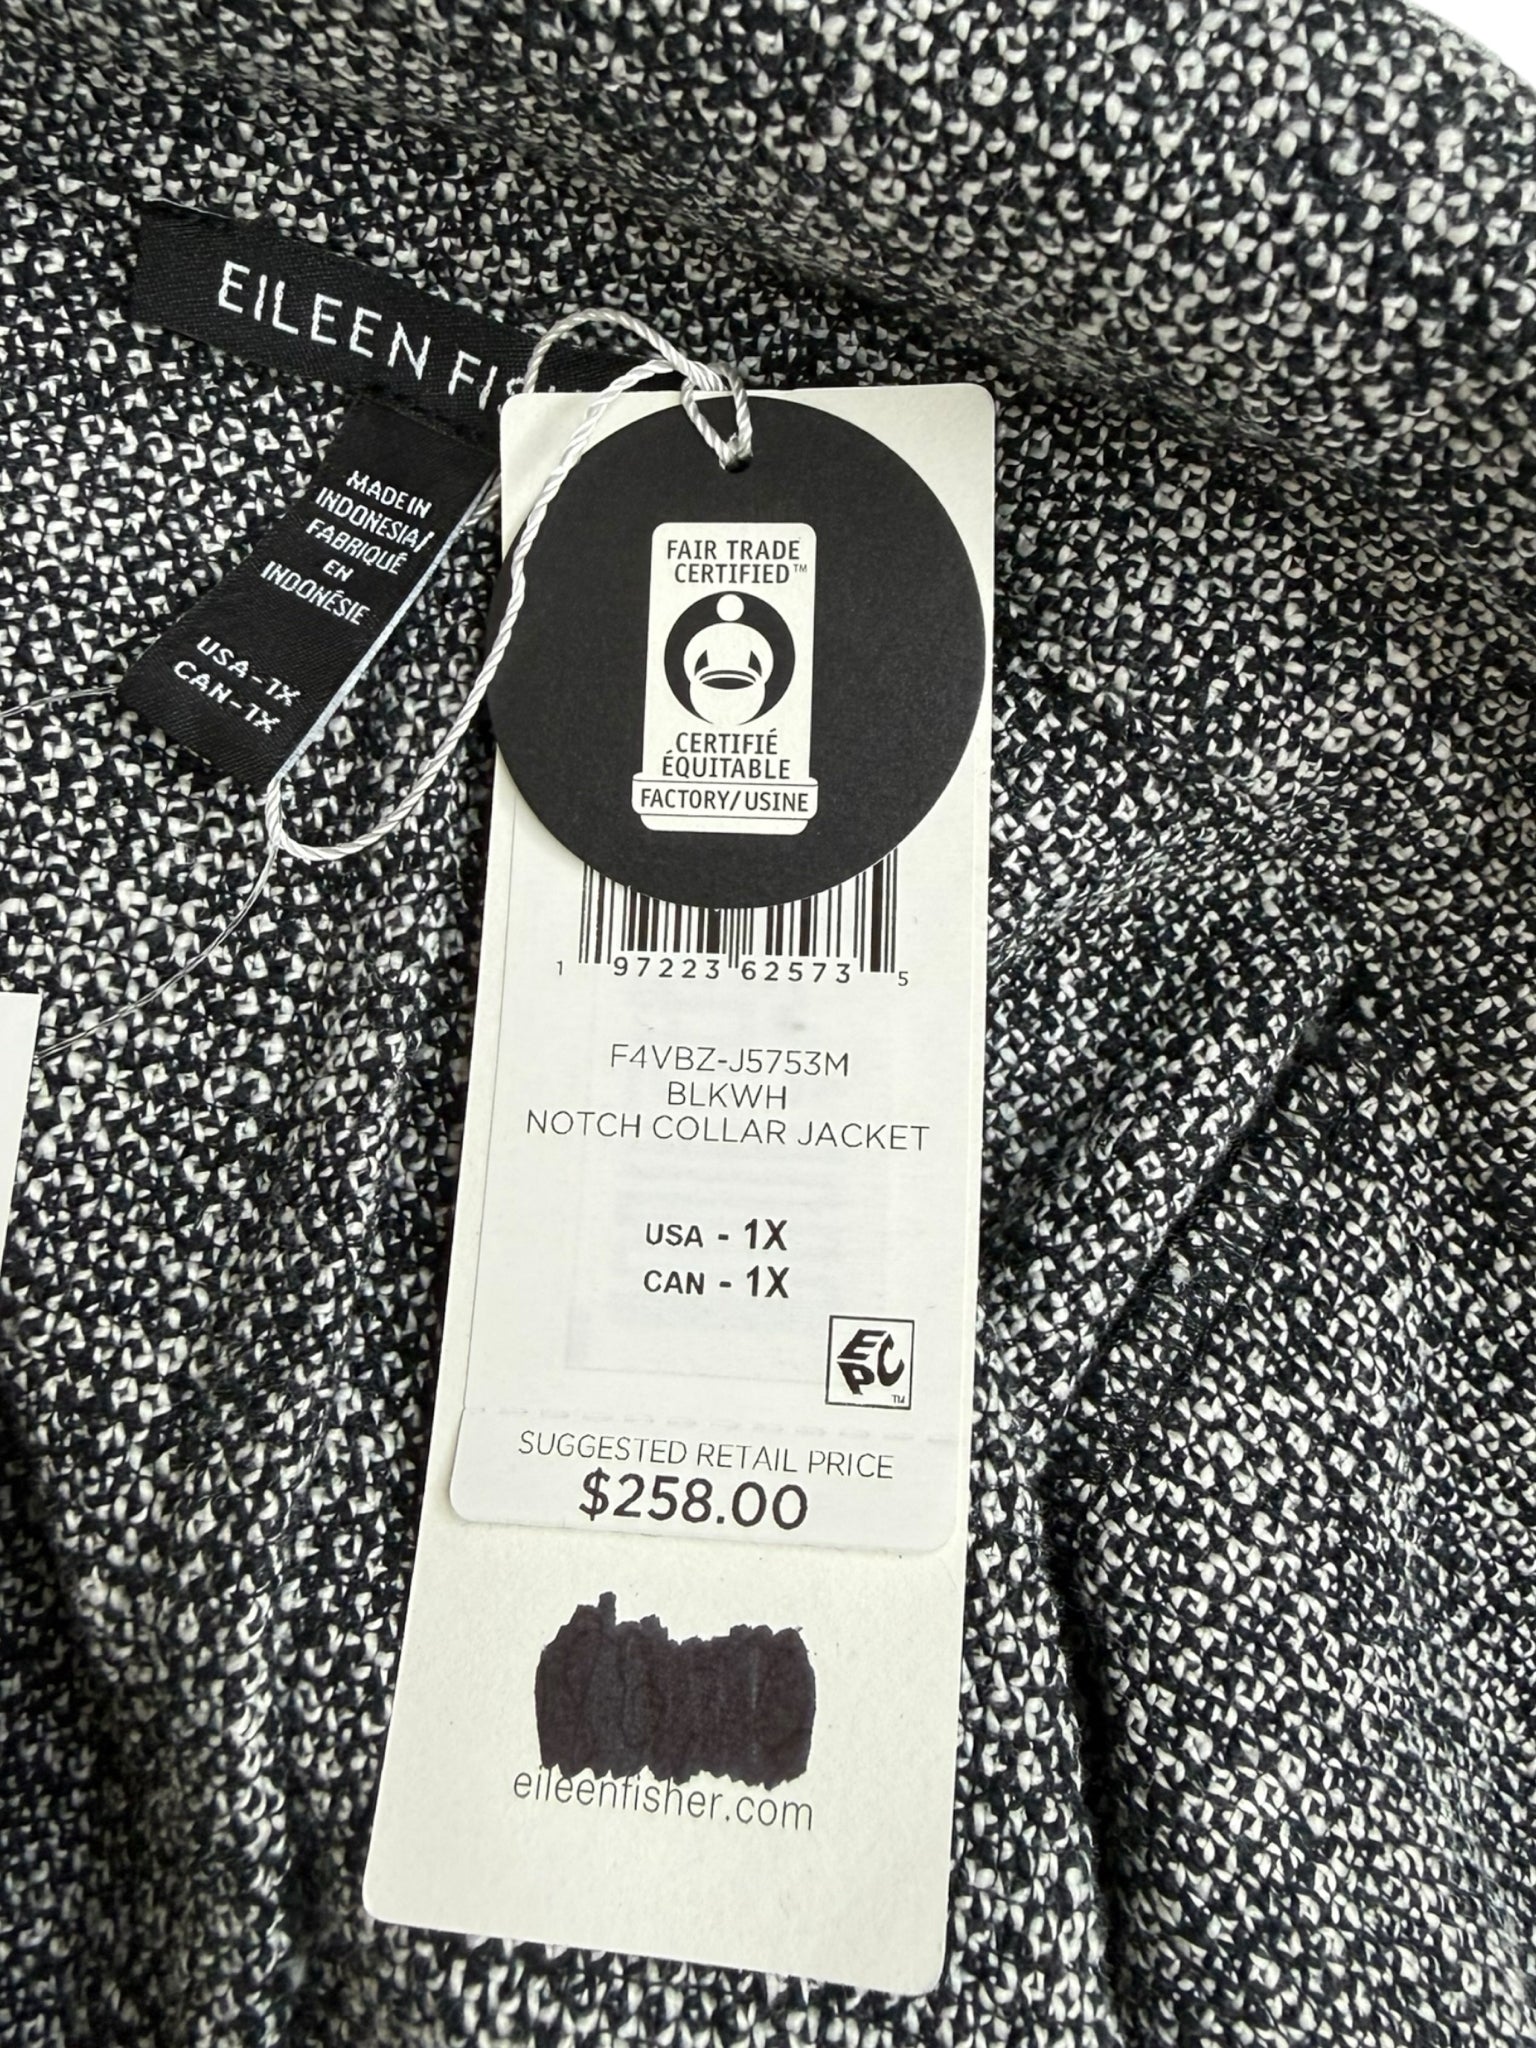 EILEEN
MADE IN
INDONESIA/
FABRIQUÉ
EN
INDONÉSIE
USA-1X
CAN-1X
FAIR TRADE
CERTIFIED™
CERTIFIÉ
ÉQUITABLE
FACTORY/USINE
1 97223 62573 5
F4VBZ-J5753M
BLKWH
NOTCH COLLAR JACKET
USA - 1X
CAN - 1X
EPC
TM
SUGGESTED RETAIL PRICE
$258.00
eileenfisher.com